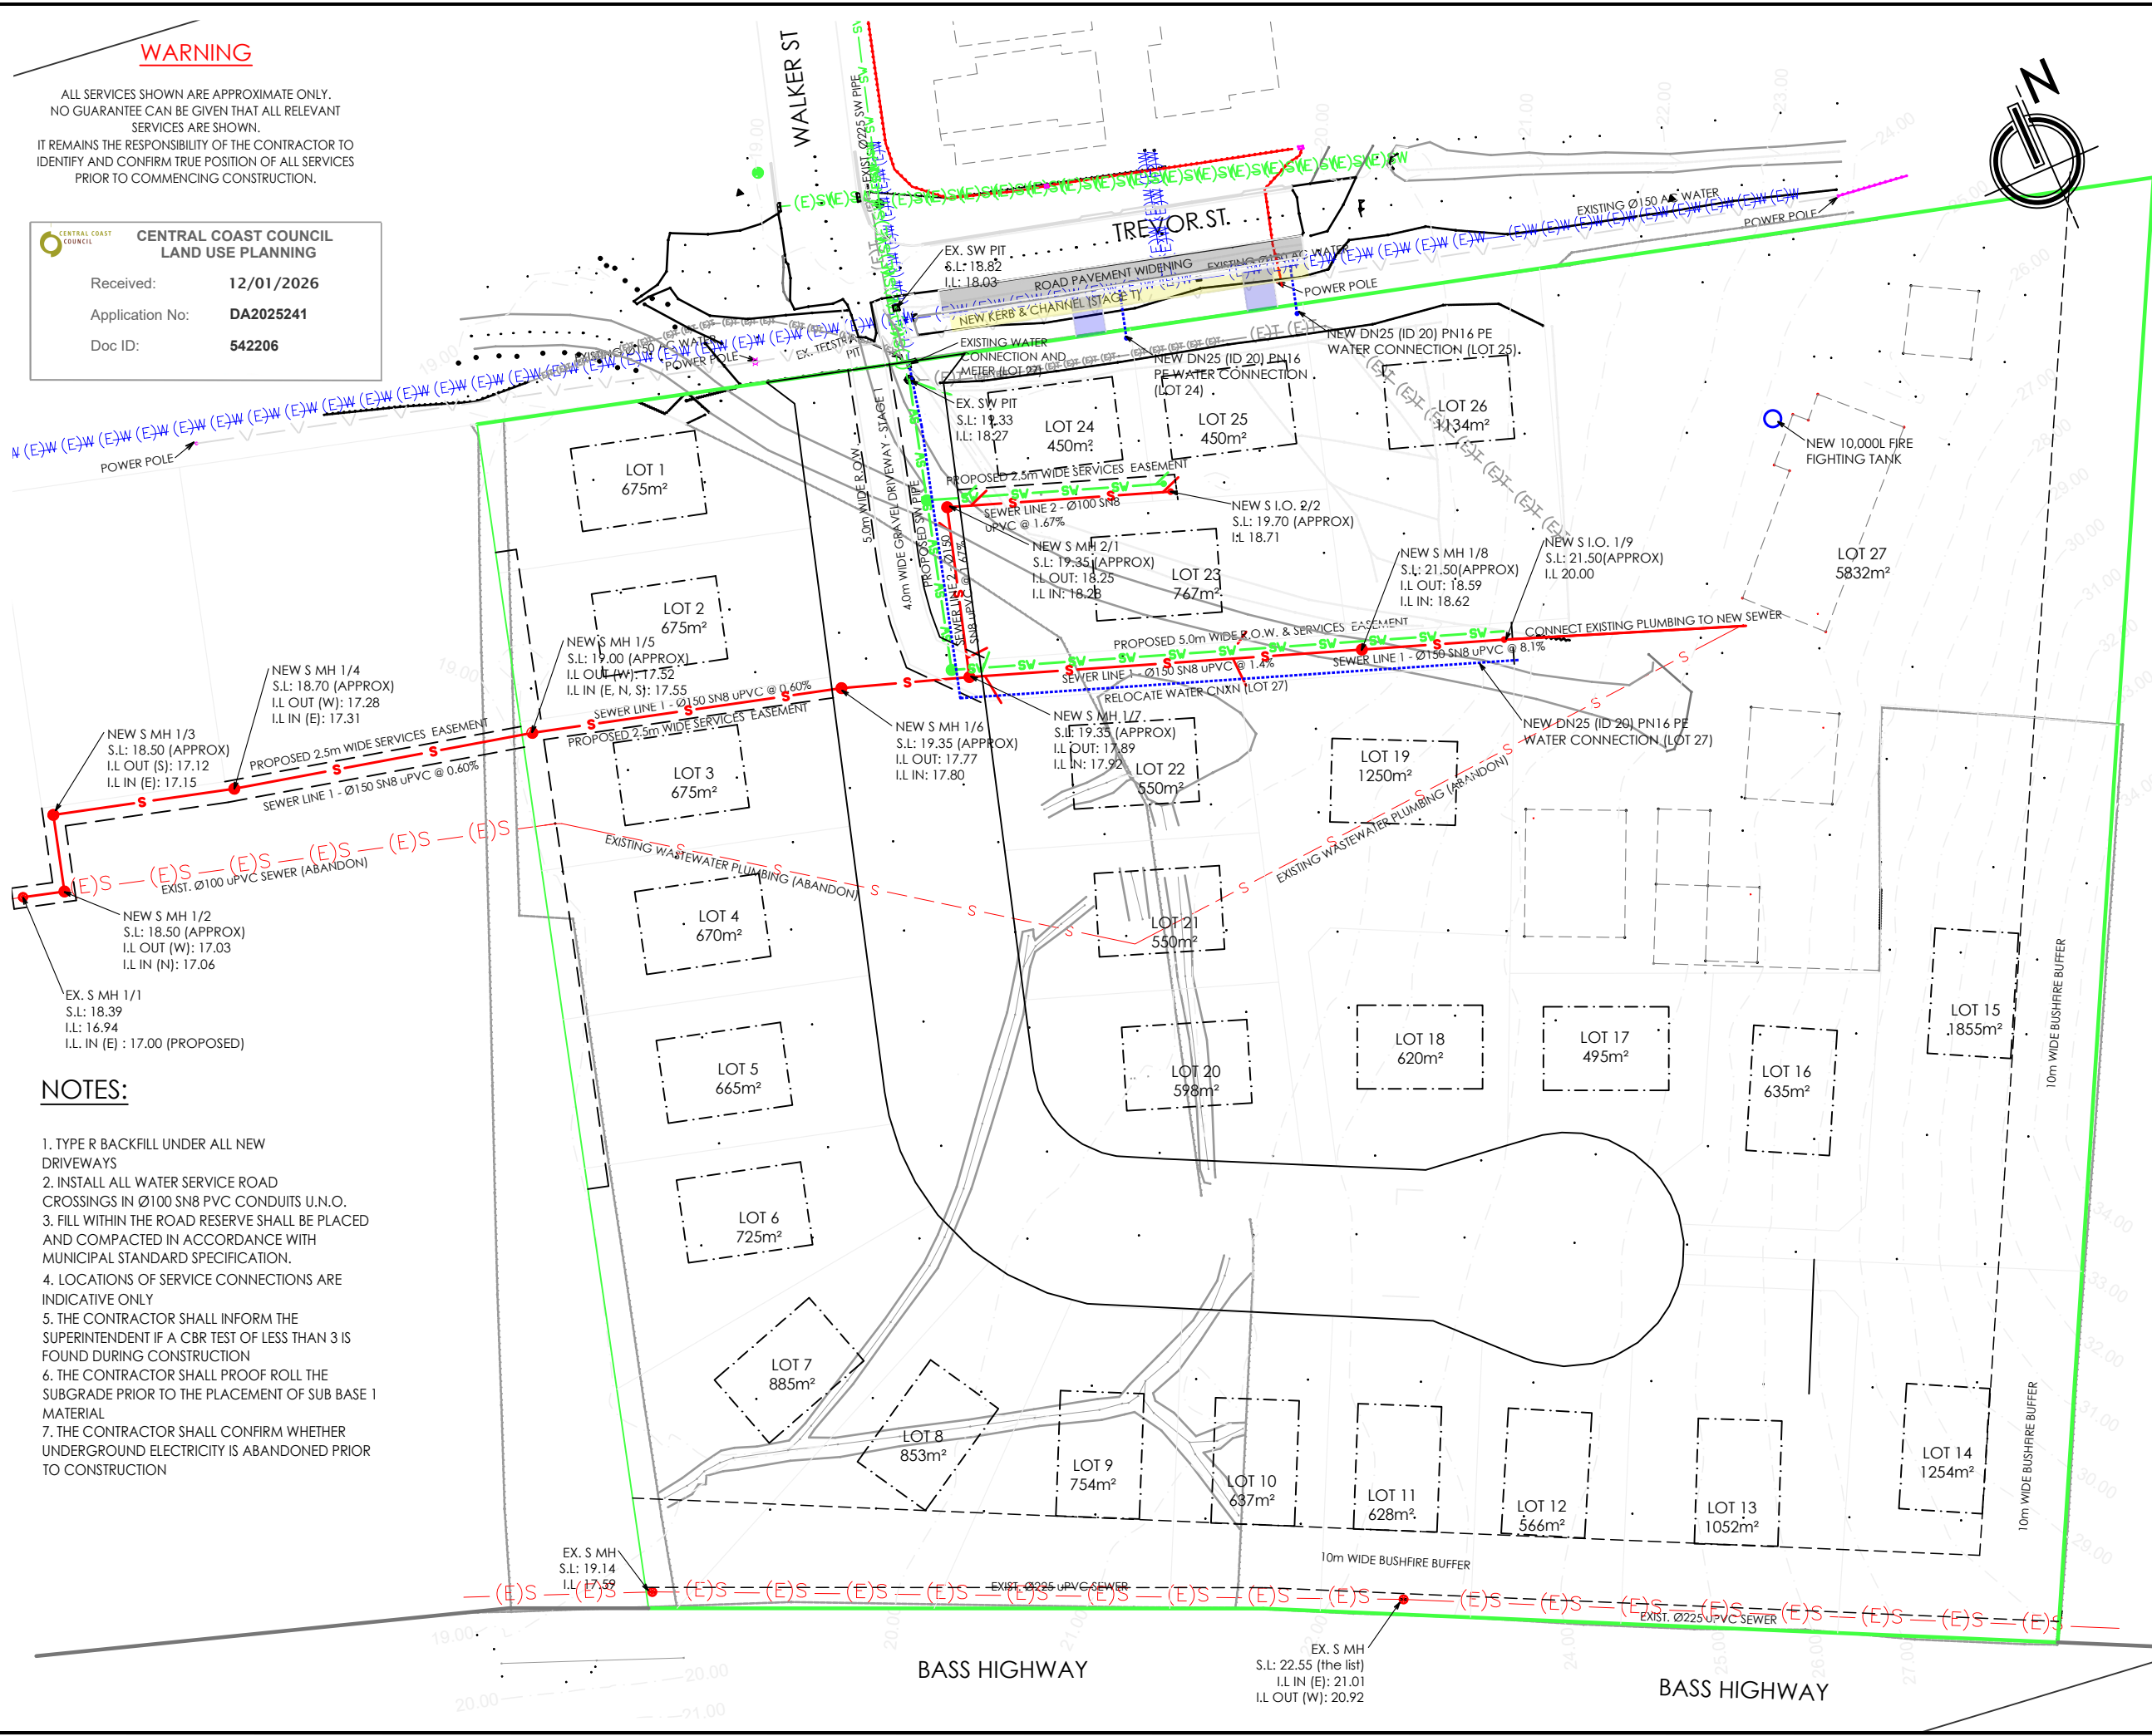 WARNING
ALL SERVICES SHOWN ARE APPROXIMATE ONLY.
NO GUARANTEE CAN BE GIVEN THAT ALL RELEVANT
SERVICES ARE SHOWN.
IT REMAINS THE RESPONSIBILITY OF THE CONTRACTOR TO
IDENTIFY AND CONFIRM TRUE POSITION OF ALL SERVICES
PRIOR TO COMMENCING CONSTRUCTION.
CENTRAL COAST
COUNCIL
CENTRAL COAST COUNCIL
LAND USE PLANNING
Received: 12/01/2026
Application No: DA2025241
Doc ID: 542206
WALKER ST
EXIST. Ø225 SW PIPE
TREVOR ST.
N
EXISTING Ø150 AC WATER
POWER POLE
EX. SW PIT
S.L: 18.82
I.L: 18.03
ROAD PAVEMENT WIDENING
NEW KERB & CHANNEL (STAGE 1)
POWER POLE
POWER POLE
EX. TELSTRA
PIT
POWER POLE
EXISTING WATER
CONNECTION AND
METER (LOT 27)
NEW DN25 (ID 20) PN16
PE WATER CONNECTION
(LOT 24)
NEW DN25 (ID 20) PN16 PE
WATER CONNECTION (LOT 25)
EX. SW PIT
S.L: 19.33
I.L: 18.27
LOT 24
450m²
LOT 25
450m²
LOT 26
1134m²
NEW 10,000L FIRE
FIGHTING TANK
LOT 27
5832m²
LOT 1
675m²
5.0m WIDE R.O.W.
4.0m WIDE GRAVEL DRIVEWAY - STAGE 1
PROPOSED SW PIPE
PROPOSED 2.5m WIDE SERVICES EASEMENT
SEWER LINE 2 - Ø100 SN8
uPVC @ 1.67%
SEWER LINE 2 - Ø150
SN8 uPVC @ 1.67%
NEW S I.O. 2/2
S.L: 19.70 (APPROX)
I:L 18.71
NEW S MH 2/1
S.L: 19.35 (APPROX)
I.L OUT: 18.25
I.L IN: 18.28
LOT 23
767m²
NEW S MH 1/8
S.L: 21.50(APPROX)
I.L OUT: 18.59
I.L IN: 18.62
NEW S I.O. 1/9
S.L: 21.50(APPROX)
I.L 20.00
LOT 2
675m²
PROPOSED 5.0m WIDE R.O.W. & SERVICES EASEMENT
CONNECT EXISTING PLUMBING TO NEW SEWER
SEWER LINE 1 - Ø150 SN8 uPVC @ 1.4%
SEWER LINE 1 - Ø150 SN8 uPVC @ 8.1%
RELOCATE WATER CNXN (LOT 27)
NEW S MH 1/5
S.L: 19.00 (APPROX)
I.L OUT (W): 17.52
I.L IN (E, N, S): 17.55
NEW S MH 1/4
S.L: 18.70 (APPROX)
I.L OUT (W): 17.28
I.L IN (E): 17.31
NEW S MH 1/3
S.L: 18.50 (APPROX)
I.L OUT (S): 17.12
I.L IN (E): 17.15
PROPOSED 2.5m WIDE SERVICES EASEMENT
SEWER LINE 1 - Ø150 SN8 uPVC @ 0.60%
SEWER LINE 1 - Ø150 SN8 uPVC @ 0.60%
PROPOSED 2.5m WIDE SERVICES EASEMENT
NEW S MH 1/6
S.L: 19.35 (APPROX)
I.L OUT: 17.77
I.L IN: 17.80
NEW S MH 1/7
S.L: 19.35 (APPROX)
I.L OUT: 17.89
I.L IN: 17.92
NEW DN25 (ID 20) PN16 PE
WATER CONNECTION (LOT 27)
LOT 3
675m²
LOT 22
550m²
LOT 19
1250m²
EXIST. Ø100 uPVC SEWER (ABANDON)
EXISTING WASTEWATER PLUMBING (ABANDON)
EXISTING WASTEWATER PLUMBING (ABANDON)
NEW S MH 1/2
S.L: 18.50 (APPROX)
I.L OUT (W): 17.03
I.L IN (N): 17.06
EX. S MH 1/1
S.L: 18.39
I.L: 16.94
I.L. IN (E) : 17.00 (PROPOSED)
LOT 4
670m²
LOT 21
550m²
LOT 5
665m²
LOT 20
598m²
LOT 18
620m²
LOT 17
495m²
LOT 16
635m²
LOT 15
1855m²
10m WIDE BUSHFIRE BUFFER
LOT 6
725m²
NOTES:
1. TYPE R BACKFILL UNDER ALL NEW
DRIVEWAYS
2. INSTALL ALL WATER SERVICE ROAD
CROSSINGS IN Ø100 SN8 PVC CONDUITS U.N.O.
3. FILL WITHIN THE ROAD RESERVE SHALL BE PLACED
AND COMPACTED IN ACCORDANCE WITH
MUNICIPAL STANDARD SPECIFICATION.
4. LOCATIONS OF SERVICE CONNECTIONS ARE
INDICATIVE ONLY
5. THE CONTRACTOR SHALL INFORM THE
SUPERINTENDENT IF A CBR TEST OF LESS THAN 3 IS
FOUND DURING CONSTRUCTION
6. THE CONTRACTOR SHALL PROOF ROLL THE
SUBGRADE PRIOR TO THE PLACEMENT OF SUB BASE 1
MATERIAL
7. THE CONTRACTOR SHALL CONFIRM WHETHER
UNDERGROUND ELECTRICITY IS ABANDONED PRIOR
TO CONSTRUCTION
LOT 7
885m²
LOT 8
853m²
LOT 9
754m²
LOT 10
637m²
LOT 11
628m²
LOT 12
566m²
LOT 13
1052m²
LOT 14
1254m²
10m WIDE BUSHFIRE BUFFER
10m WIDE BUSHFIRE BUFFER
EX. S MH
S.L: 19.14
I.L: 17.59
EXIST. Ø225 uPVC SEWER
EXIST. Ø225 uPVC SEWER
EX. S MH
S.L: 22.55 (the list)
I.L IN (E): 21.01
I.L OUT (W): 20.92
BASS HIGHWAY
BASS HIGHWAY